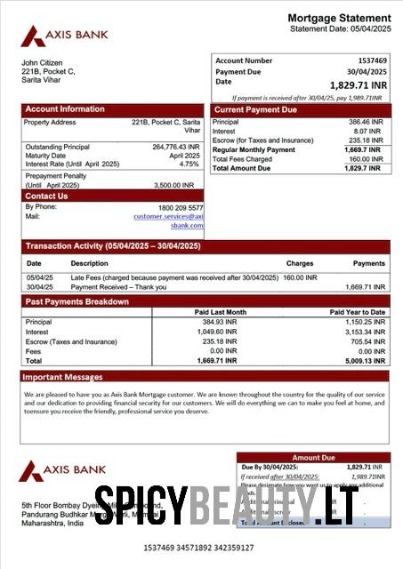 Mortgage Statement
Statement Date: 05/04/2025
AXIS BANK
John Citizen
221B, Pocket C,
Sarita Vihar
Account Number 1537469
Payment Due 30/04/2025
Date
1,829.71 INR
If payment is received after 30/04/25, pay 1,989.71INR
Account Information
Property Address 221B, Pocket C, Sarita
Vihar
Outstanding Principal 264,776.43 INR
Maturity Date April 2025
Interest Rate (Until April 2025) 4.75%
Prepayment Penalty
(Until April 2025) 3,500.00 INR
Contact Us
By Phone: 1800 209 5577
Mail: customer.services@axi
sbank.com
Current Payment Due
Principal 386.46 INR
Interest 8.07 INR
Escrow (for Taxes and Insurance) 235.18 INR
Regular Monthly Payment 1,669.7 INR
Total Fees Charged 160.00 INR
Total Amount Due 1,829.7 INR
Transaction Activity (05/04/2025 – 30/04/2025)
Date Description Charges Payments
05/04/25 Late Fees (charged because payment was received after 30/04/2025) 160.00 INR
30/04/25 Payment Received – Thank you 1,669.71 INR
Past Payments Breakdown
Paid Last Month Paid Year to Date
Principal 384.93 INR 1,150.25 INR
Interest 1,049.60 INR 3,153.34 INR
Escrow (Taxes and Insurance) 235.18 INR 705.54 INR
Fees 0.00 INR 0.00 INR
Total 1,669.71 INR 5,009.13 INR
Important Messages
We are pleased to have you as Axis Bank Mortgage customer. We are known throughout the country for the quality of our service
and our dedication to providing financial security for our customers. We will do everything we can to make you feel at home, and
toensure you receive the friendly, professional service you deserve.
AXIS BANK
5th Floor Bombay Dyeing
Pandurang Budhkar
Maharashtra, India
Amount Due
Due By 30/04/2025: 1,829.71 INR
If received after 30/04/2025: 1,989.71INR
Please designate how you want us to apply any additional
Total Amount Enclosed
SPICYBEAUTY.LT
1537469 34571892 342359127